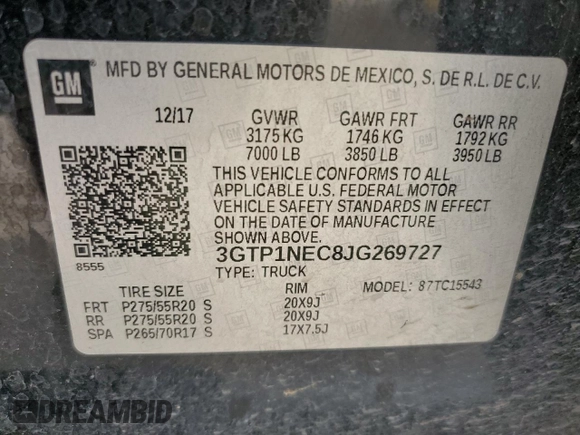 GM MFD BY GENERAL MOTORS DE MEXICO, S. DE R.L. DE C.V.
12/17 GVWR GAWR FRT GAWR RR
3175 KG 1746 KG 1792 KG
7000 LB 3850 LB 3950 LB
THIS VEHICLE CONFORMS TO ALL
APPLICABLE U.S. FEDERAL MOTOR
VEHICLE SAFETY STANDARDS IN EFFECT
ON THE DATE OF MANUFACTURE
SHOWN ABOVE.
8555 3GTP1NEC8JG269727
TYPE: TRUCK MODEL: 87TC15543
TIRE SIZE RIM
FRT P275/55R20 S 20X9J
RR P275/55R20 S 20X9J
SPA P265/70R17 S 17X7.5J
DREAMBID